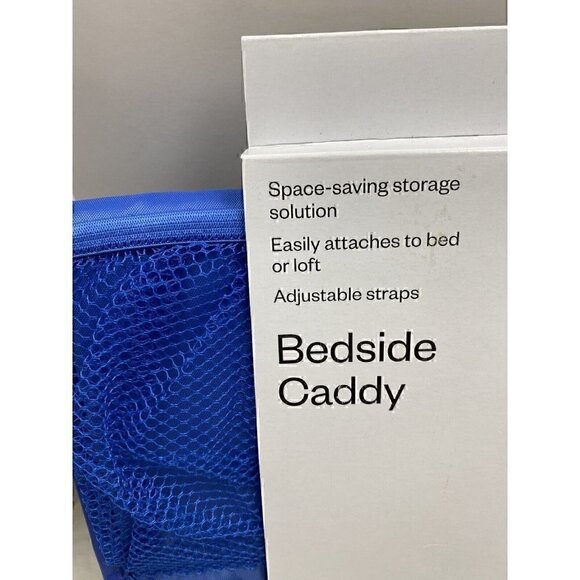 Space-saving storage
solution
Easily attaches to bed
or loft
Adjustable straps
Bedside
Caddy